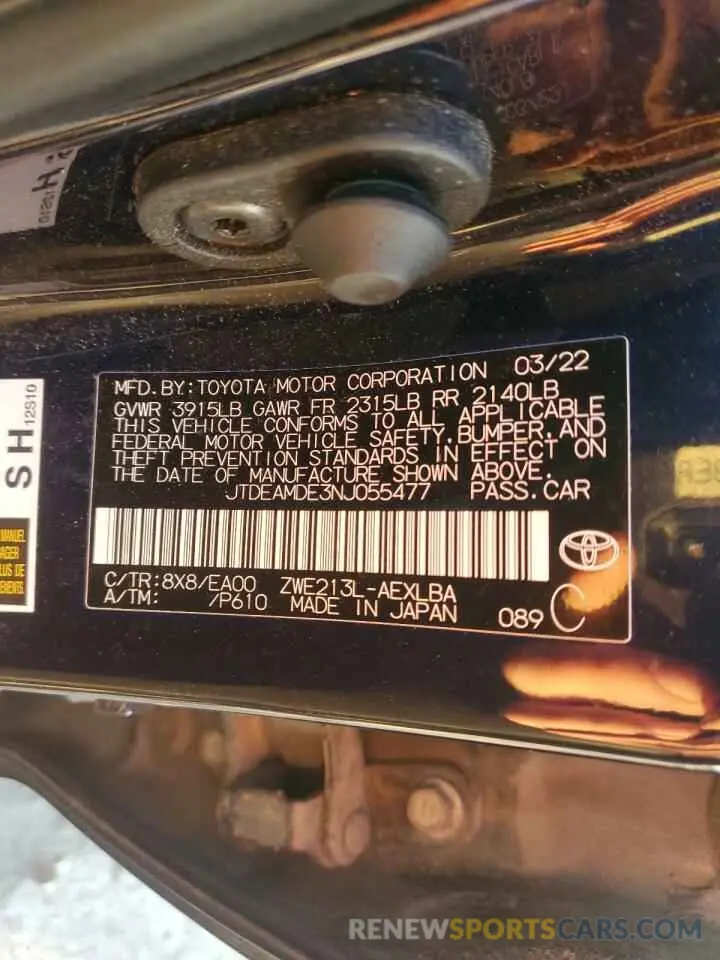 MFD. BY: TOYOTA MOTOR CORPORATION 03/22
GVWR 3915LB GAWR FR 2315LB RR 2140LB
THIS VEHICLE CONFORMS TO ALL APPLICABLE
FEDERAL MOTOR VEHICLE SAFETY, BUMPER, AND
THEFT PREVENTION STANDARDS IN EFFECT ON
THE DATE OF MANUFACTURE SHOWN ABOVE.
JTDEAMDE3NJ055477 PASS.CAR
C/TR:8X8/EA00 ZWE213L-AEXLBA
A/TM: /P610 MADE IN JAPAN 089 C
SH
12S10
MANUEL
RENEWSPORTSCARS.COM